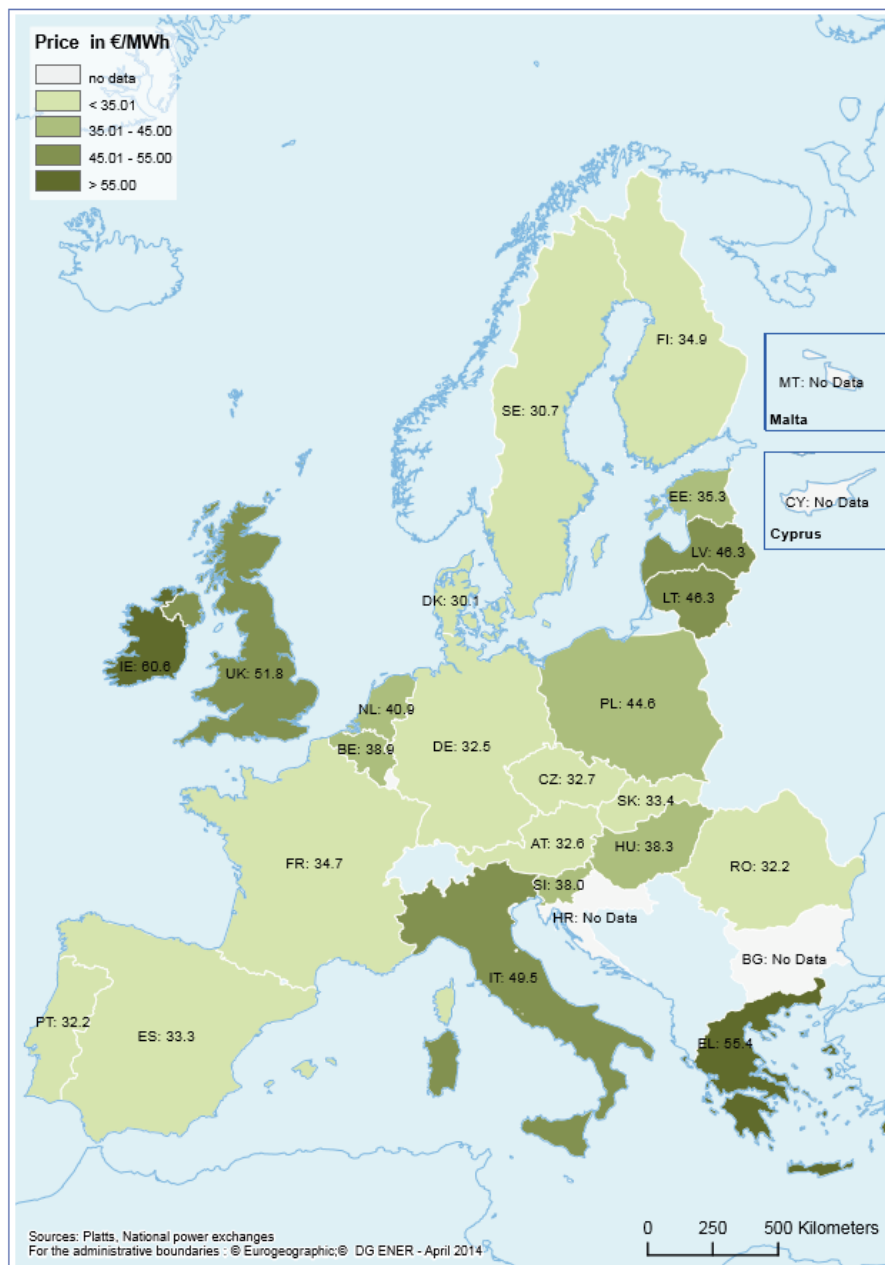 Price in €/MWh
no data
< 35.01
35.01 - 45.00
45.01 - 55.00
> 55.00
FI: 34.9
MT: No Data
Malta
SE: 30.7
EE: 35.3
CY: No Data
Cyprus
LV: 46.3
LT: 46.3
DK: 30.1
IE: 60.6
UK: 51.8
NL: 40.9
PL: 44.6
BE: 38.9
DE: 32.5
CZ: 32.7
SK: 33.4
AT: 32.6
HU: 38.3
FR: 34.7
RO: 32.2
SI: 38.0
HR: No Data
BG: No Data
IT: 49.5
PT: 32.2
ES: 33.3
EL: 55.4
0 250 500 Kilometers
Sources: Platts, National power exchanges
For the administrative boundaries : © Eurogeographic;© DG ENER - April 2014